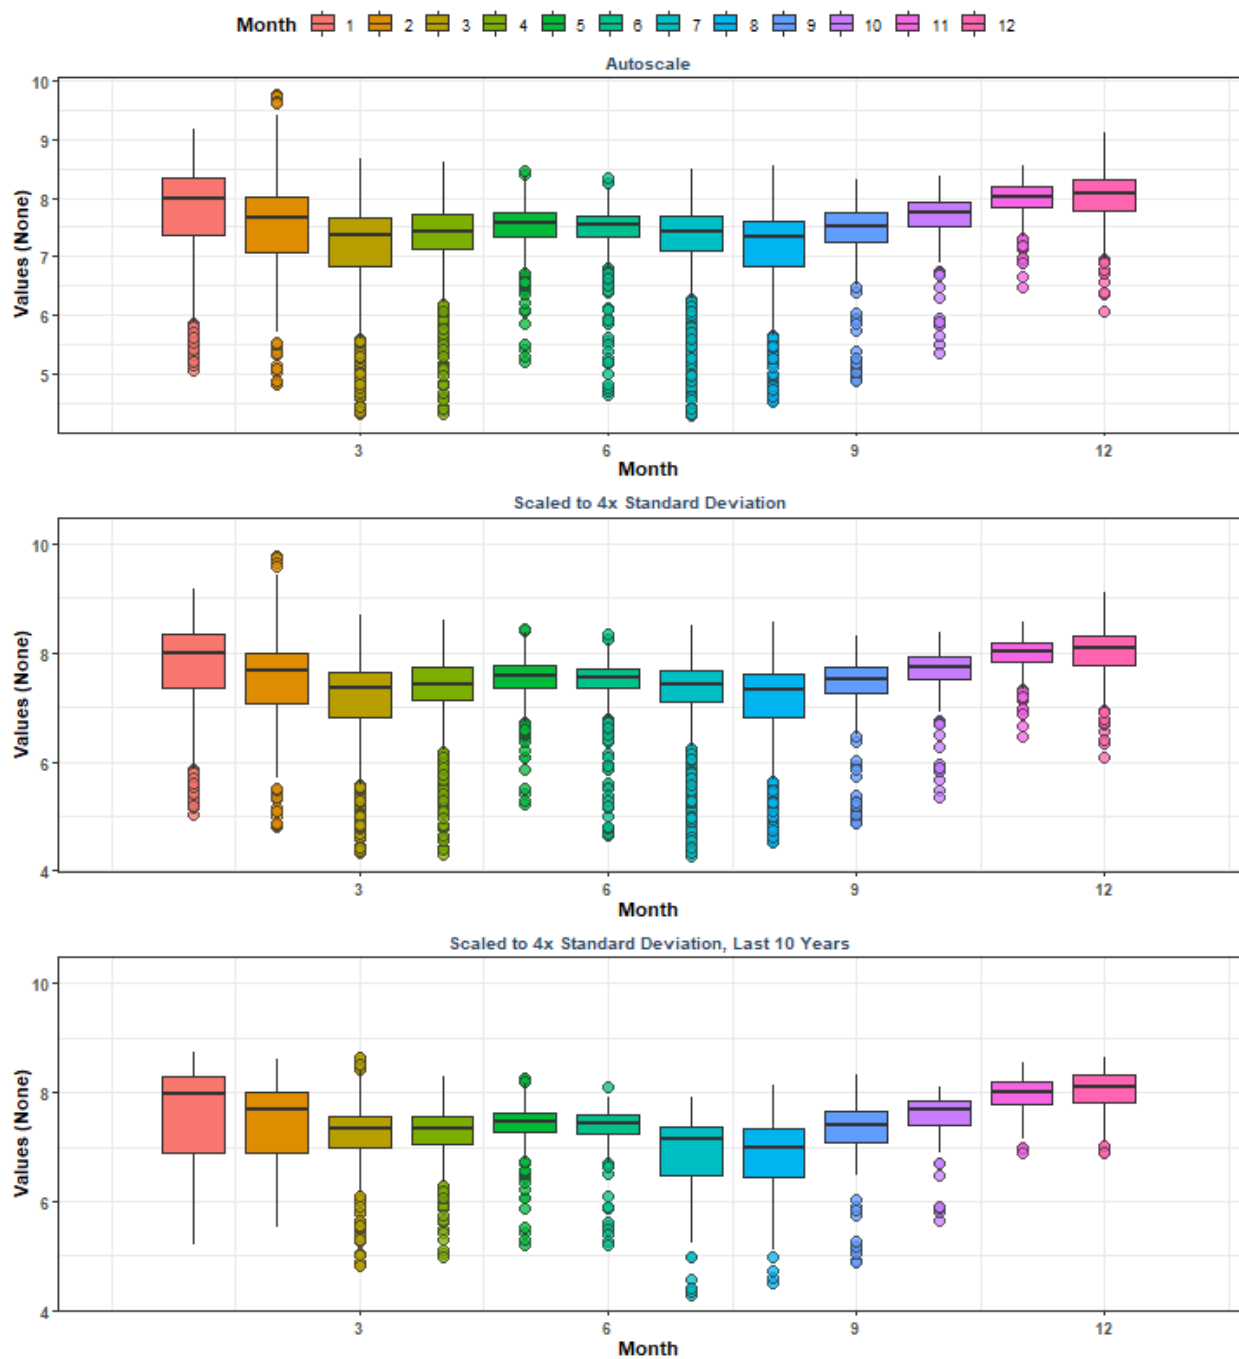 Month 1 2 3 4 5 6 7 8 9 10 11 12
Autoscale
Values (None)
10
9
8
7
6
5
3 6 9 12
Month
Scaled to 4x Standard Deviation
Values (None)
10
8
6
4
3 6 9 12
Month
Scaled to 4x Standard Deviation, Last 10 Years
Values (None)
10
8
6
4
3 6 9 12
Month